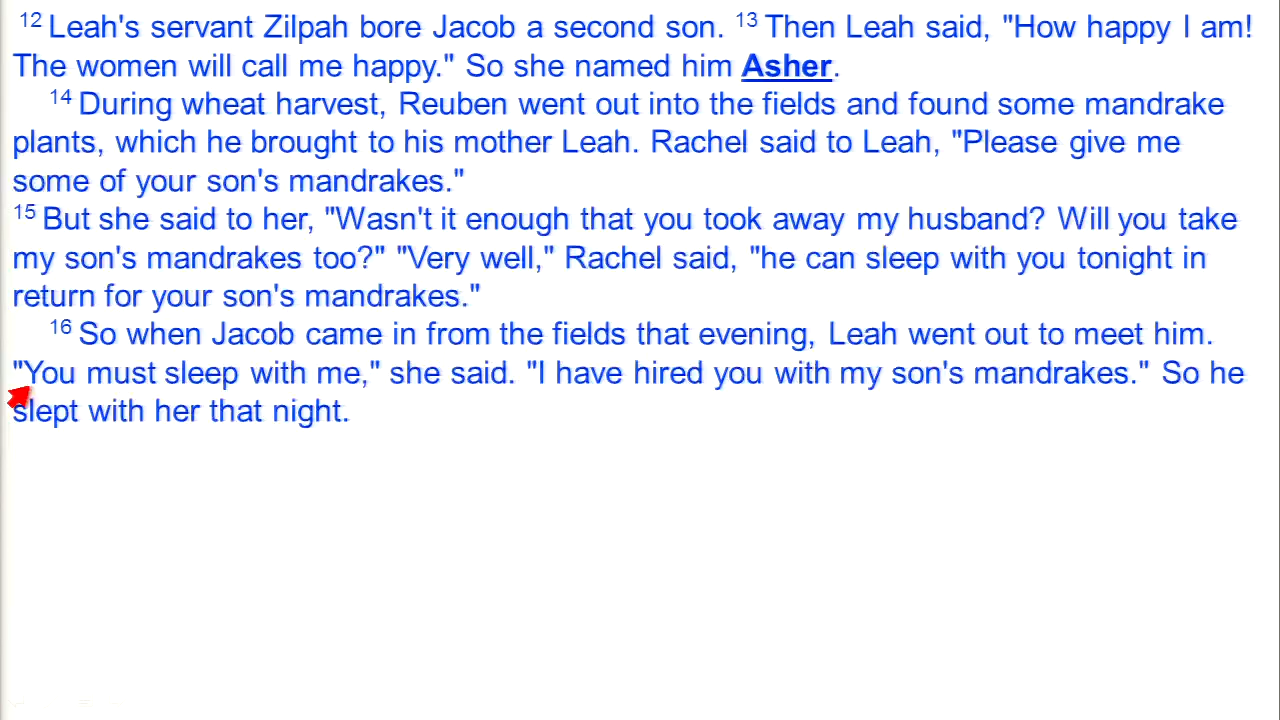 12 Leah's servant Zilpah bore Jacob a second son. 13 Then Leah said, "How happy I am!
The women will call me happy." So she named him Asher.
14 During wheat harvest, Reuben went out into the fields and found some mandrake
plants, which he brought to his mother Leah. Rachel said to Leah, "Please give me
some of your son's mandrakes."
15 But she said to her, "Wasn't it enough that you took away my husband? Will you take
my son's mandrakes too?" "Very well," Rachel said, "he can sleep with you tonight in
return for your son's mandrakes."
16 So when Jacob came in from the fields that evening, Leah went out to meet him.
"You must sleep with me," she said. "I have hired you with my son's mandrakes." So he
slept with her that night.